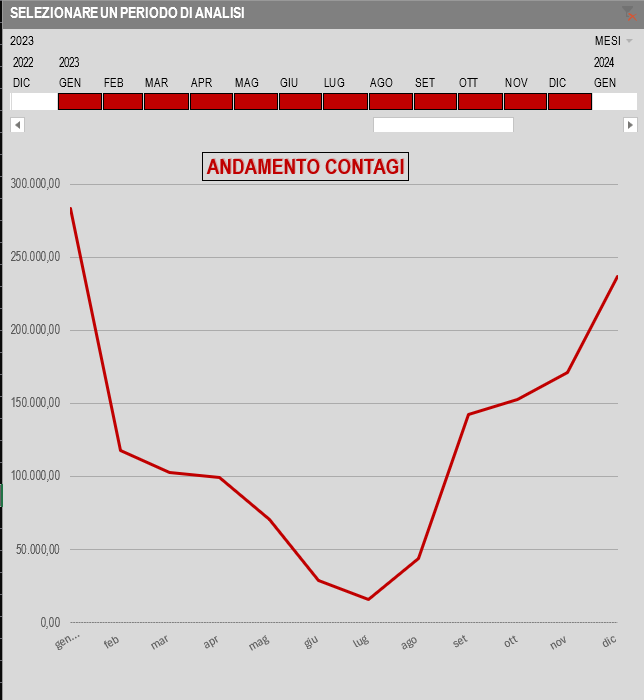 SELEZIONARE UN PERIODO DI ANALISI
2023 MESI
2022 2023 2024
DIC GEN FEB MAR APR MAG GIU LUG AGO SET OTT NOV DIC GEN
ANDAMENTO CONTAGI
300.000,00
250.000,00
200.000,00
150.000,00
100.000,00
50.000,00
0,00
gen... feb mar apr mag giu lug ago set ott nov dic